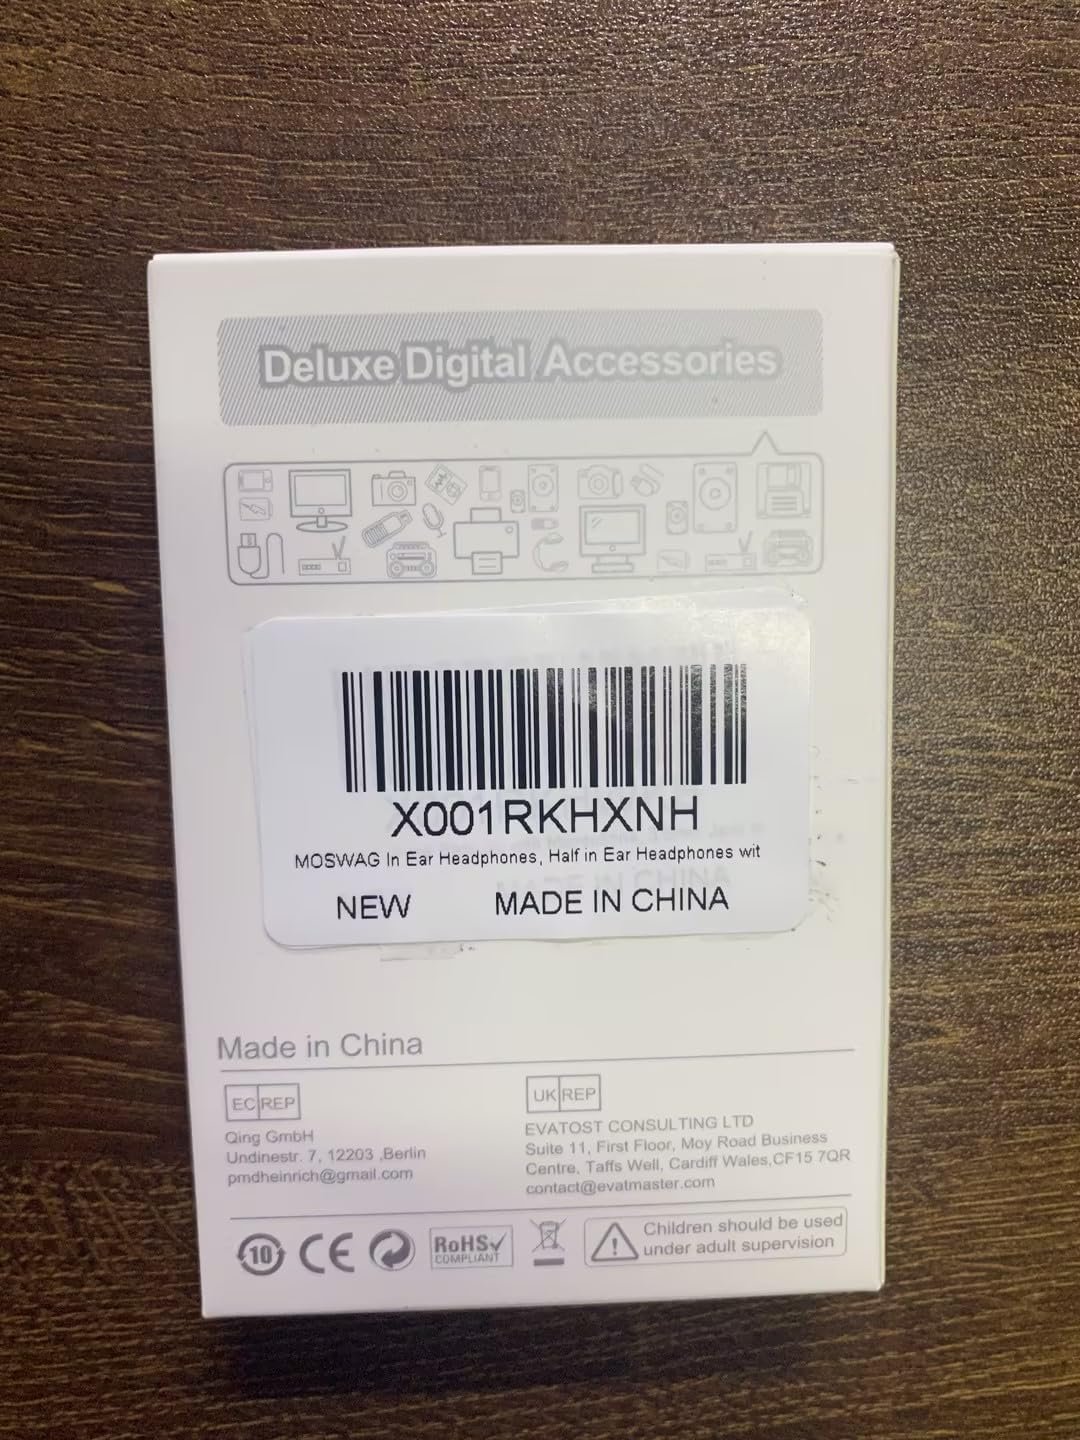 Deluxe Digital Accessories
X001RKHXNH
MOSWAG In Ear Headphones, Half in Ear Headphones wit
NEW MADE IN CHINA
Made in China
EC REP
Qing GmbH
Undinestr. 7, 12203 ,Berlin
pmdheinrich@gmail.com
UK REP
EVATOST CONSULTING LTD
Suite 11, First Floor, Moy Road Business
Centre, Taffs Well, Cardiff Wales,CF15 7QR
contact@evatmaster.com
10
CE
RoHS
COMPLIANT
Children should be used
under adult supervision